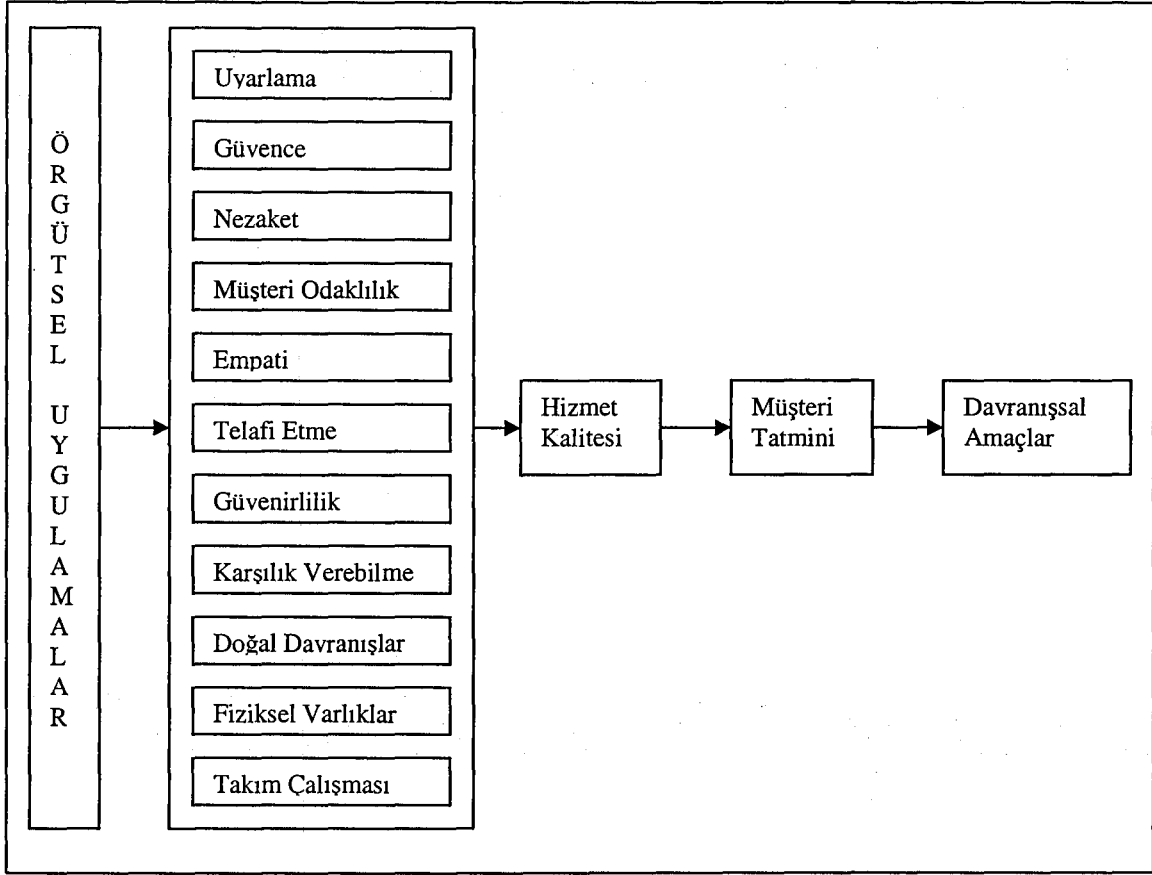 ÖRGÜTSEL UYGULAMALAR
Uyarlama
Güvence
Nezaket
Müşteri Odaklılık
Empati
Telafi Etme
Güvenirlilik
Karşılık Verebilme
Doğal Davranışlar
Fiziksel Varlıklar
Takım Çalışması
Hizmet
Kalitesi
Müşteri
Tatmini
Davranışsal
Amaçlar